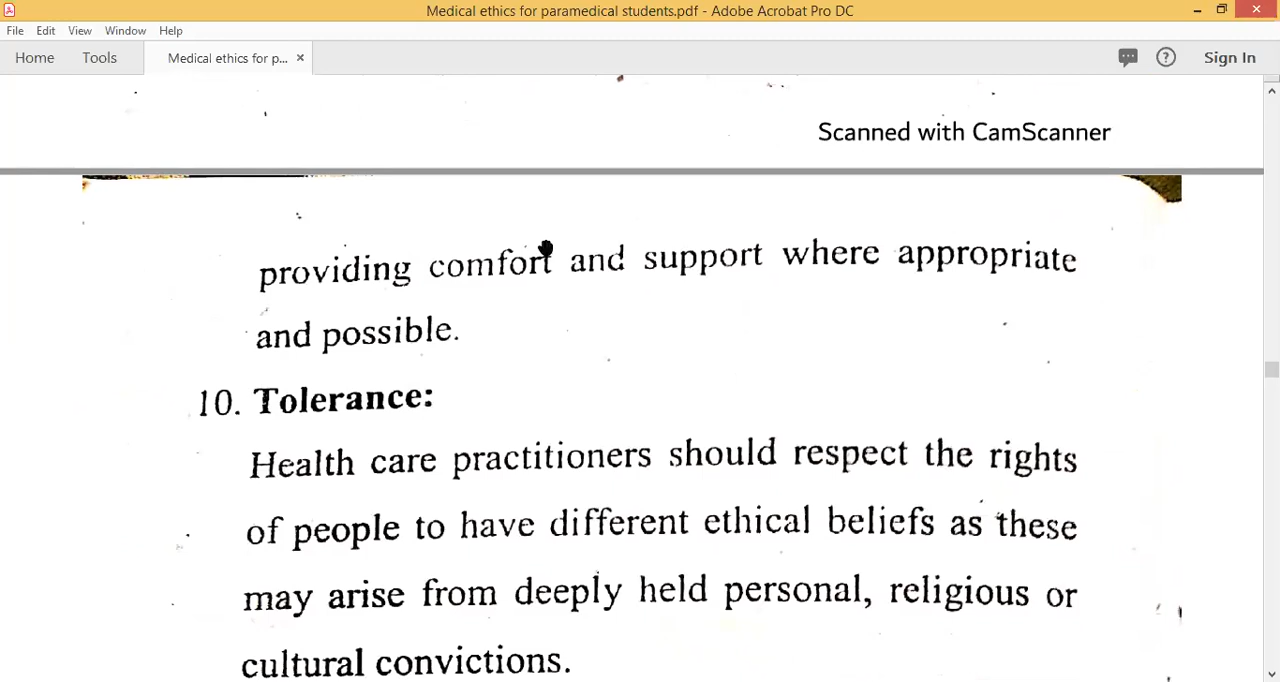 Medical ethics for paramedical students.pdf - Adobe Acrobat Pro DC
File Edit View Window Help
Home Tools Medical ethics for p... × Sign In
Scanned with CamScanner
providing comfort and support where appropriate
and possible.
10. Tolerance:
Health care practitioners should respect the rights
of people to have different ethical beliefs as these
may arise from deeply held personal, religious or
cultural convictions.